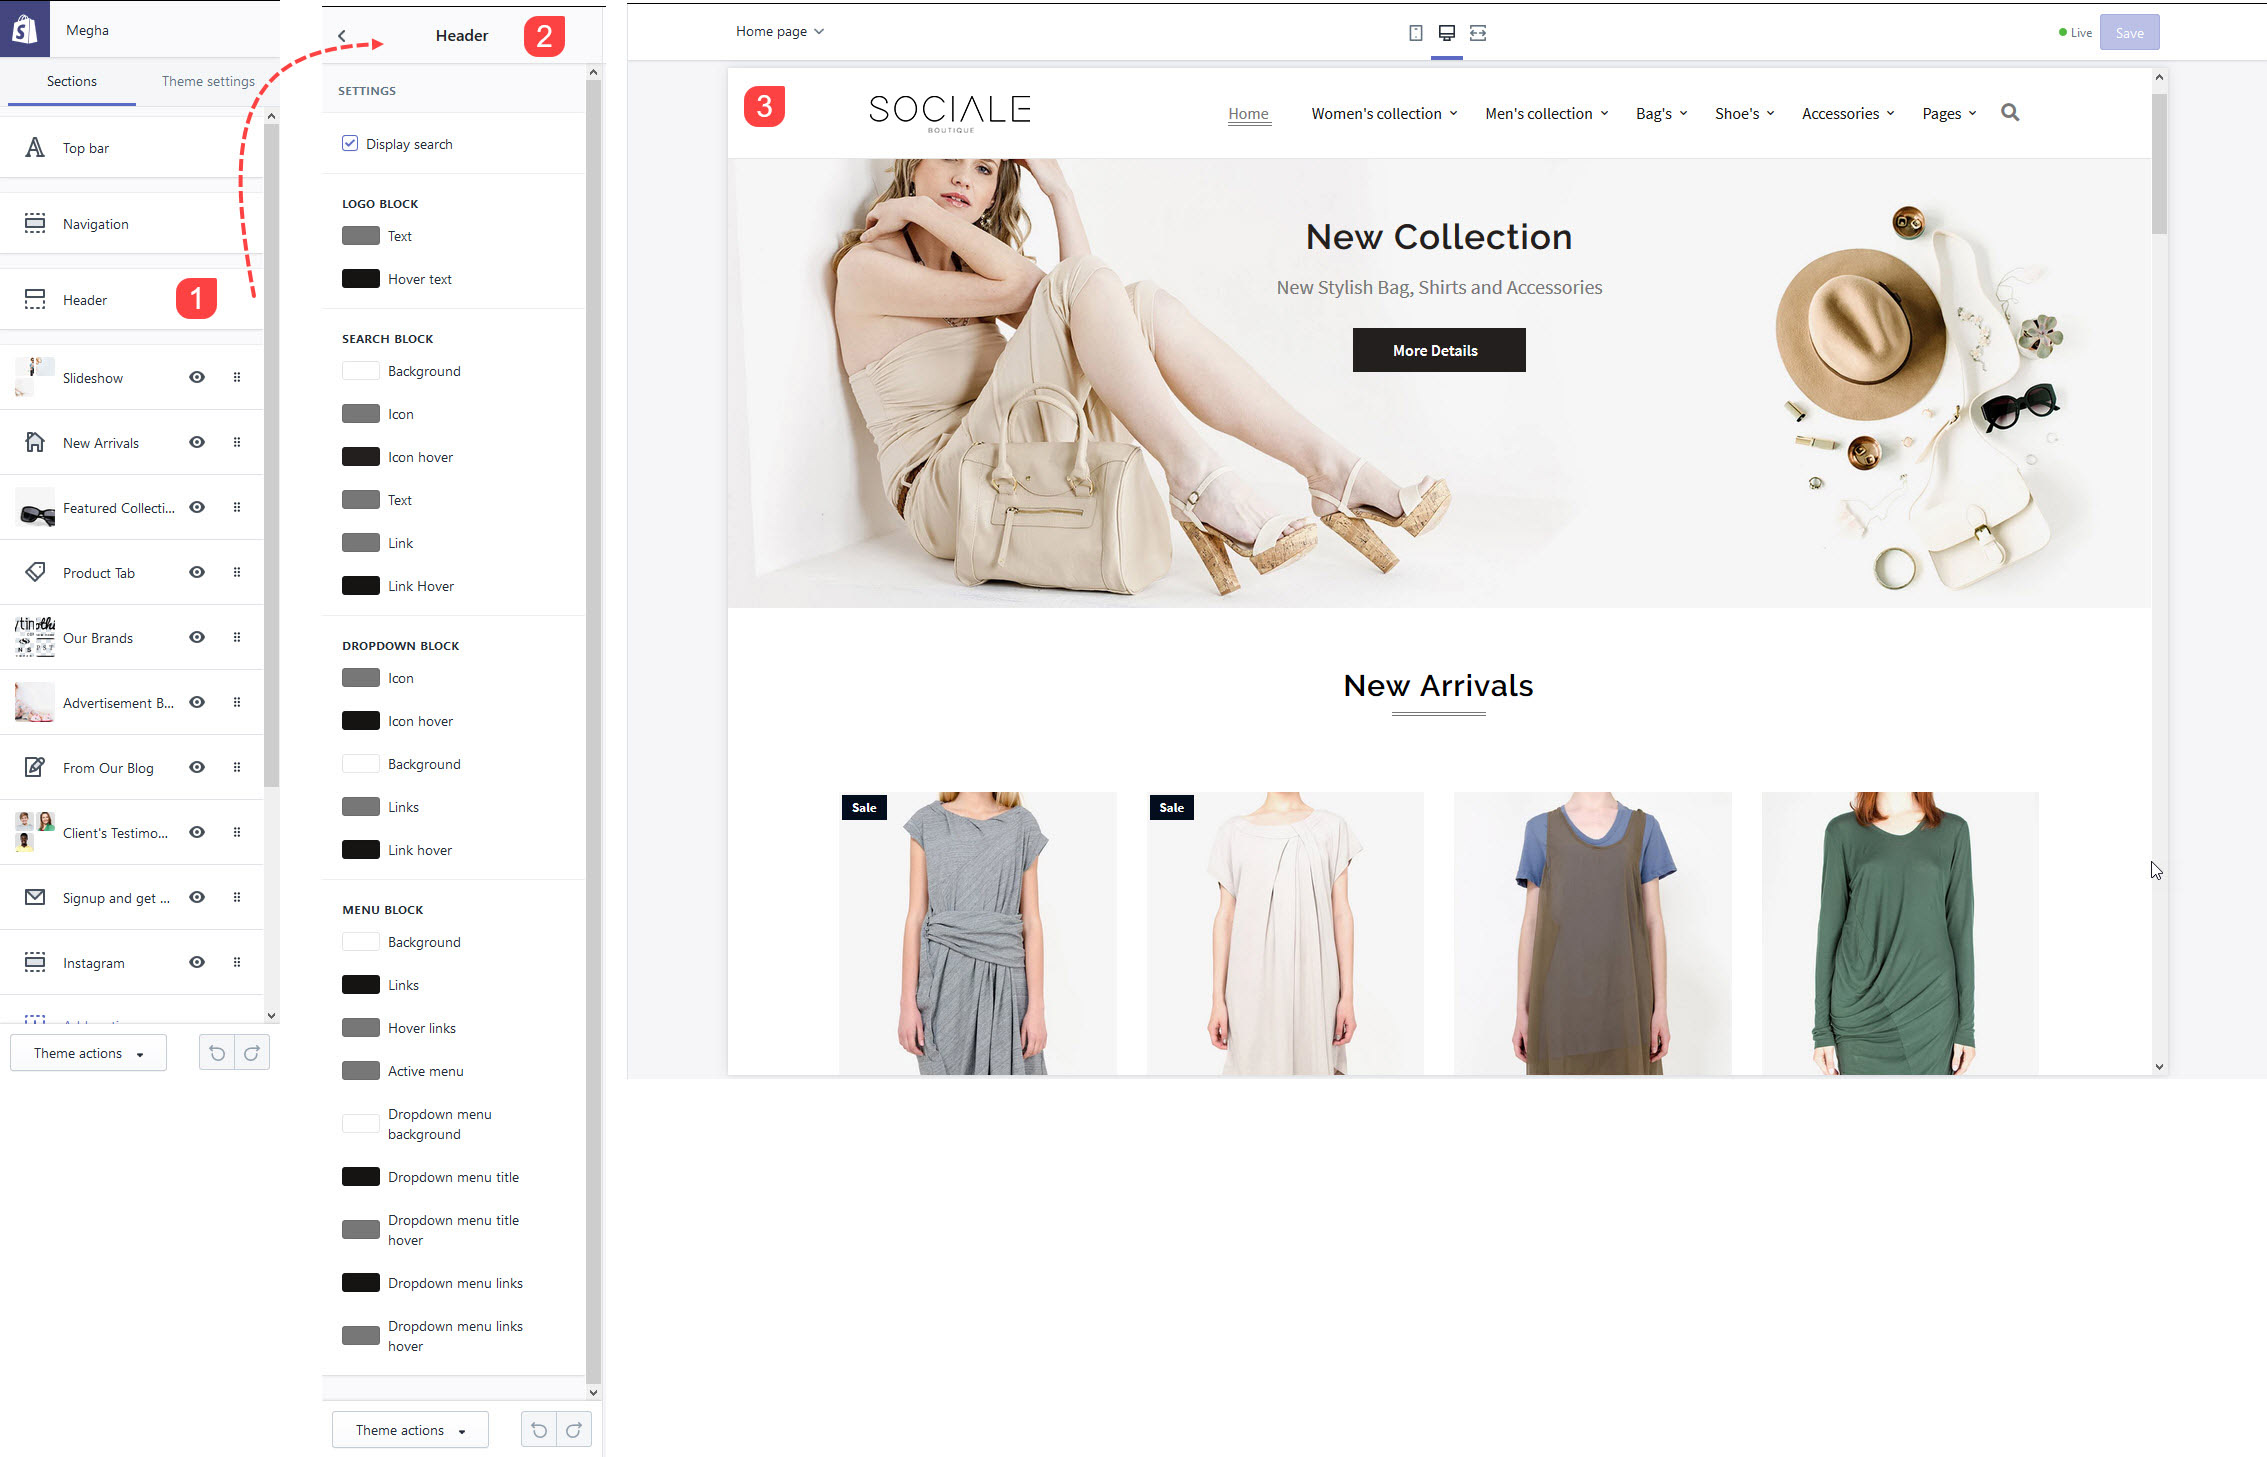 Megha
Sections
Theme settings
Top bar
Navigation
Header
1
Slideshow
New Arrivals
Featured Collecti...
Product Tab
Our Brands
Advertisement B...
From Our Blog
Client's Testimo...
Signup and get ...
Instagram
Theme actions
Header
2
SETTINGS
Display search
LOGO BLOCK
Text
Hover text
SEARCH BLOCK
Background
Icon
Icon hover
Text
Link
Link Hover
DROPDOWN BLOCK
Icon
Icon hover
Background
Links
Link hover
MENU BLOCK
Background
Links
Hover links
Active menu
Dropdown menu
background
Dropdown menu title
Dropdown menu title
hover
Dropdown menu links
Dropdown menu links
hover
Theme actions
Home page
Live
Save
3
SOCIALE
BOUTIQUE
Home
Women's collection
Men's collection
Bag's
Shoe's
Accessories
Pages
New Collection
New Stylish Bag, Shirts and Accessories
More Details
New Arrivals
Sale
Sale